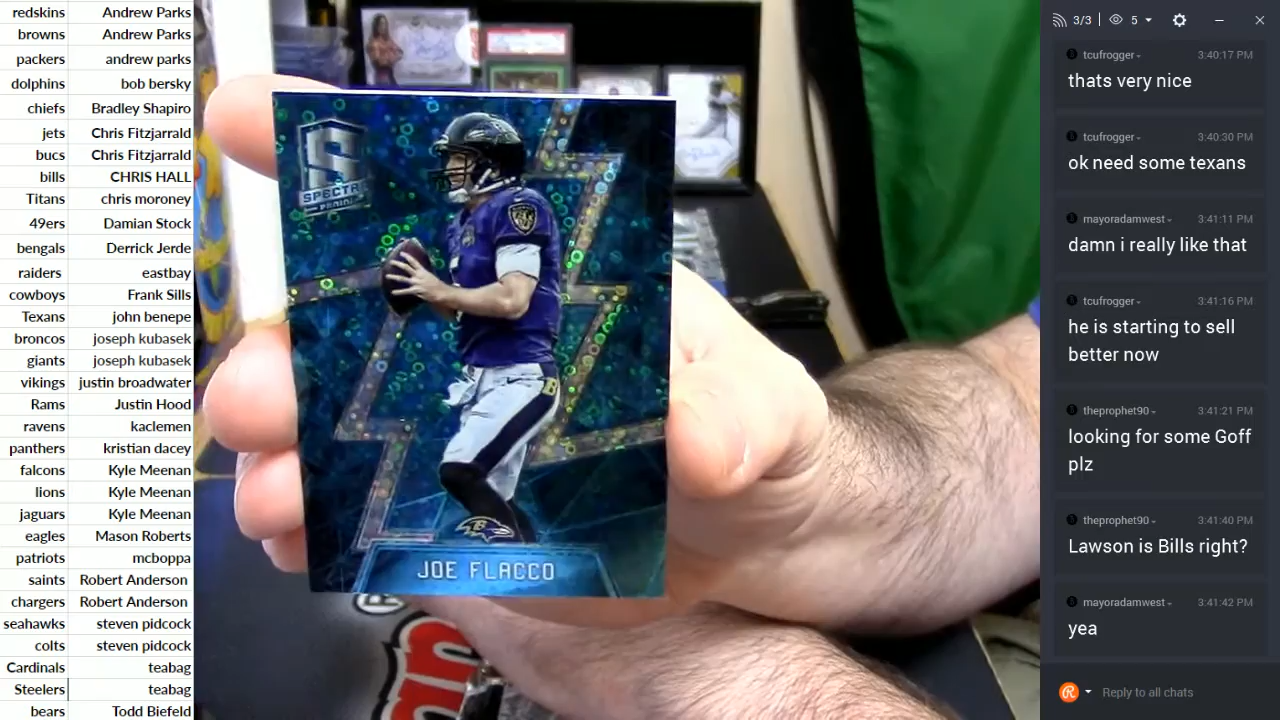 redskins Andrew Parks
browns Andrew Parks
packers andrew parks
dolphins bob bersky
chiefs Bradley Shapiro
jets Chris Fitzjarrald
bucs Chris Fitzjarrald
bills CHRIS HALL
Titans chris moroney
49ers Damian Stock
bengals Derrick Jerde
raiders eastbay
cowboys Frank Sills
Texans john benepe
broncos joseph kubasek
giants joseph kubasek
vikings justin broadwater
Rams Justin Hood
ravens kaclemen
panthers kristian dacey
falcons Kyle Meenan
lions Kyle Meenan
jaguars Kyle Meenan
eagles Mason Roberts
patriots mcboppa
saints Robert Anderson
chargers Robert Anderson
seahawks steven pidcock
colts steven pidcock
Cardinals teabag
Steelers teabag
bears Todd Biefeld
S
SPECTRA
PANINI
B
JOE FLACCO
3/3 5
tcufrogger 3:40:17 PM
thats very nice
tcufrogger 3:40:30 PM
ok need some texans
mayoradamwest 3:41:11 PM
damn i really like that
tcufrogger 3:41:16 PM
he is starting to sell
better now
theprophet90 3:41:21 PM
looking for some Goff
plz
theprophet90 3:41:40 PM
Lawson is Bills right?
mayoradamwest 3:41:42 PM
yea
Reply to all chats